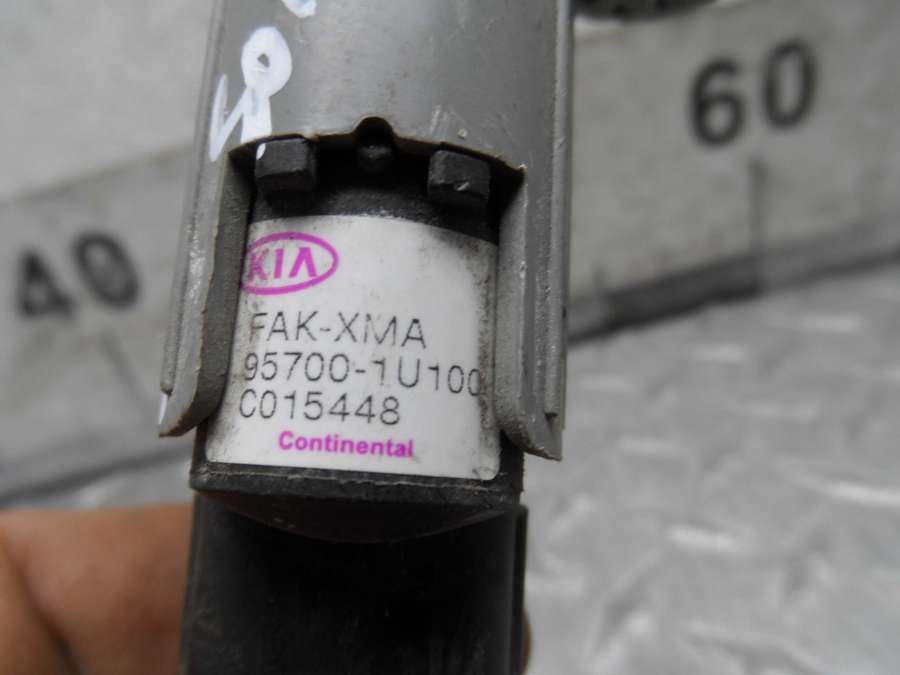 60
40
KIA
FAK-XMA
95700-1U100
C015448
Continental